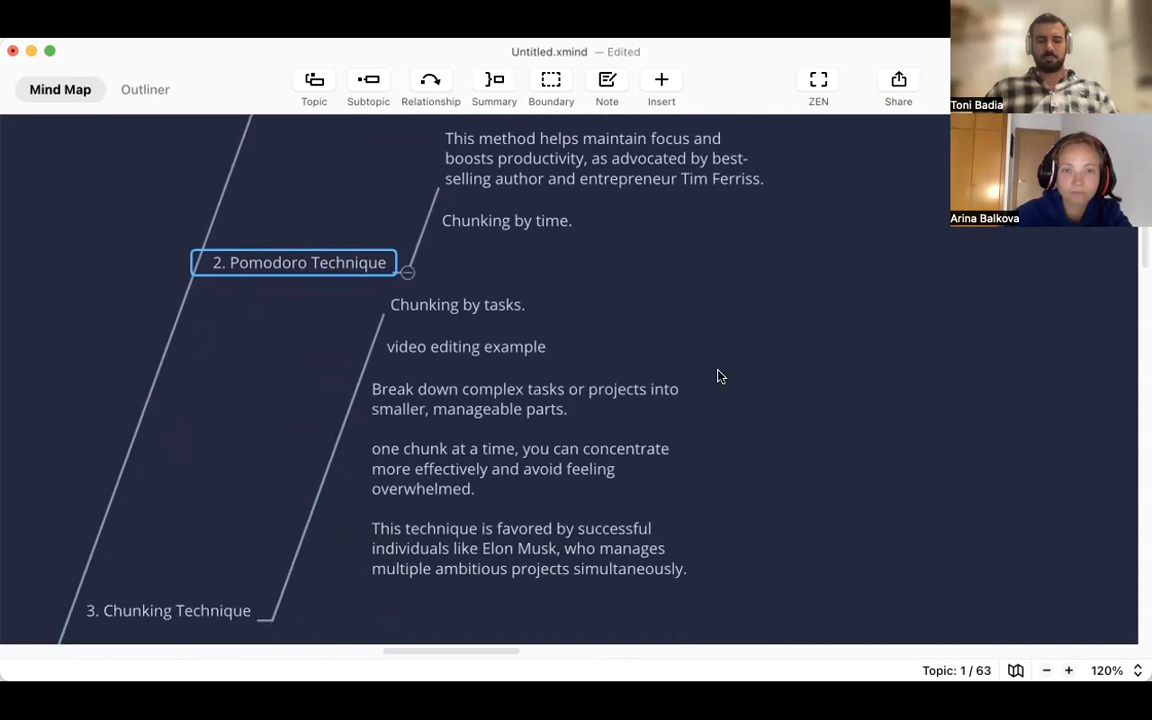 Untitled.xmind — Edited
Mind Map
Outliner
Topic
Subtopic
Relationship
Summary
Boundary
Note
Insert
ZEN
Share
Toni Badia
Arina Balkova
This method helps maintain focus and
boosts productivity, as advocated by best-
selling author and entrepreneur Tim Ferriss.
Chunking by time.
2. Pomodoro Technique
Chunking by tasks.
video editing example
Break down complex tasks or projects into
smaller, manageable parts.
one chunk at a time, you can concentrate
more effectively and avoid feeling
overwhelmed.
This technique is favored by successful
individuals like Elon Musk, who manages
multiple ambitious projects simultaneously.
3. Chunking Technique
Topic: 1 / 63
120%